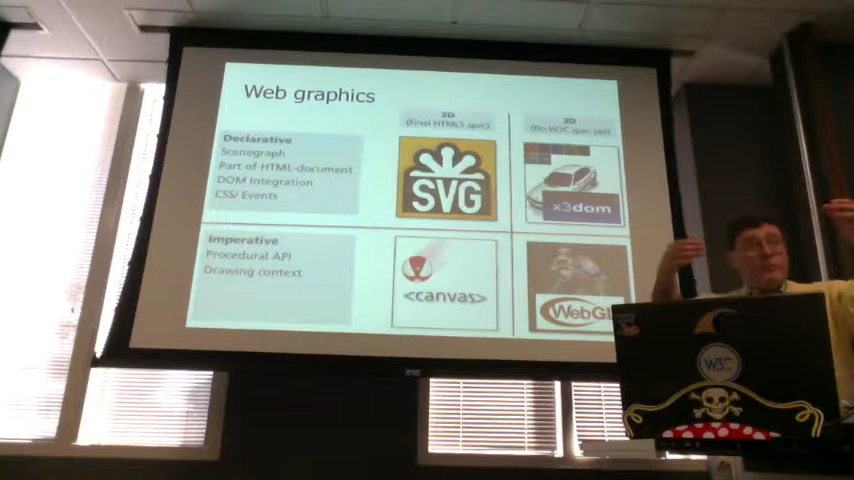 Web graphics
2D
(Final HTML5 spec)
3D
(No W3C spec yet)
Declarative
Scenegraph
Part of HTML-document
DOM Integration
CSS/ Events
SVG
x3dom
Imperative
Procedural API
Drawing context
<canvas>
WebGL
W3C